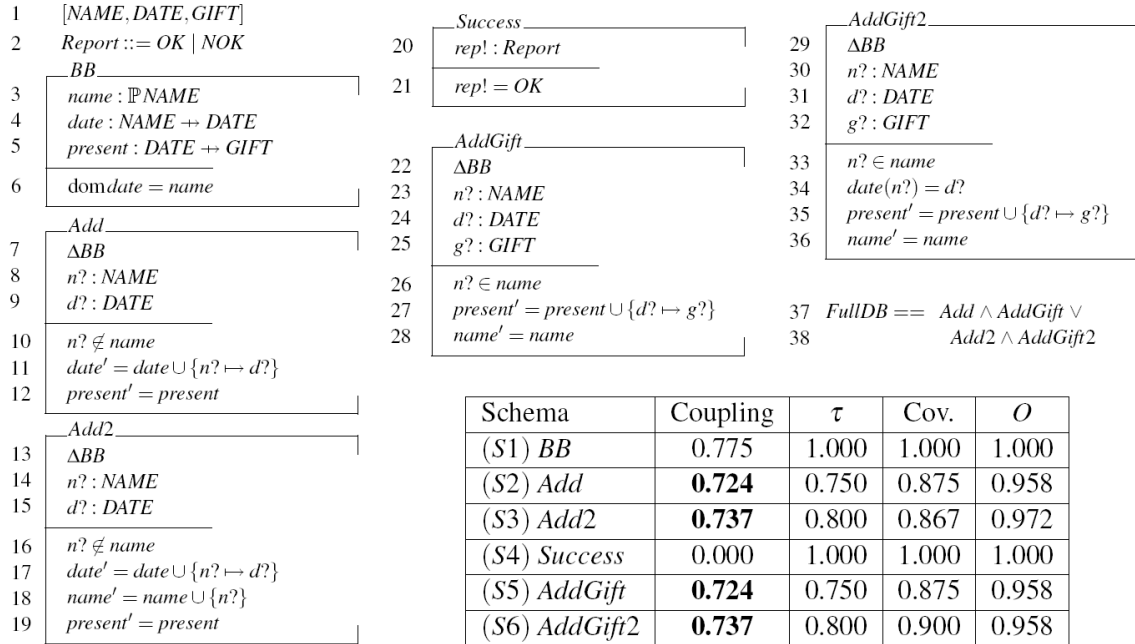 1 [NAME, DATE, GIFT]
2 Report ::= OK | NOK
BB
3 name : ℙ NAME
4 date : NAME ⇸ DATE
5 present : DATE ⇸ GIFT
6 dom date = name
Add
7 ΔBB
8 n? : NAME
9 d? : DATE
10 n? ∉ name
11 date′ = date ∪ {n? ↦ d?}
12 present′ = present
Add2
13 ΔBB
14 n? : NAME
15 d? : DATE
16 n? ∉ name
17 date′ = date ∪ {n? ↦ d?}
18 name′ = name ∪ {n?}
19 present′ = present
Success
20 rep! : Report
21 rep! = OK
AddGift
22 ΔBB
23 n? : NAME
24 d? : DATE
25 g? : GIFT
26 n? ∈ name
27 present′ = present ∪ {d? ↦ g?}
28 name′ = name
AddGift2
29 ΔBB
30 n? : NAME
31 d? : DATE
32 g? : GIFT
33 n? ∈ name
34 date(n?) = d?
35 present′ = present ∪ {d? ↦ g?}
36 name′ = name
37 FullDB == Add ∧ AddGift ∨
38 Add2 ∧ AddGift2
Schema Coupling τ Cov. O
(S1) BB 0.775 1.000 1.000 1.000
(S2) Add 0.724 0.750 0.875 0.958
(S3) Add2 0.737 0.800 0.867 0.972
(S4) Success 0.000 1.000 1.000 1.000
(S5) AddGift 0.724 0.750 0.875 0.958
(S6) AddGift2 0.737 0.800 0.900 0.958